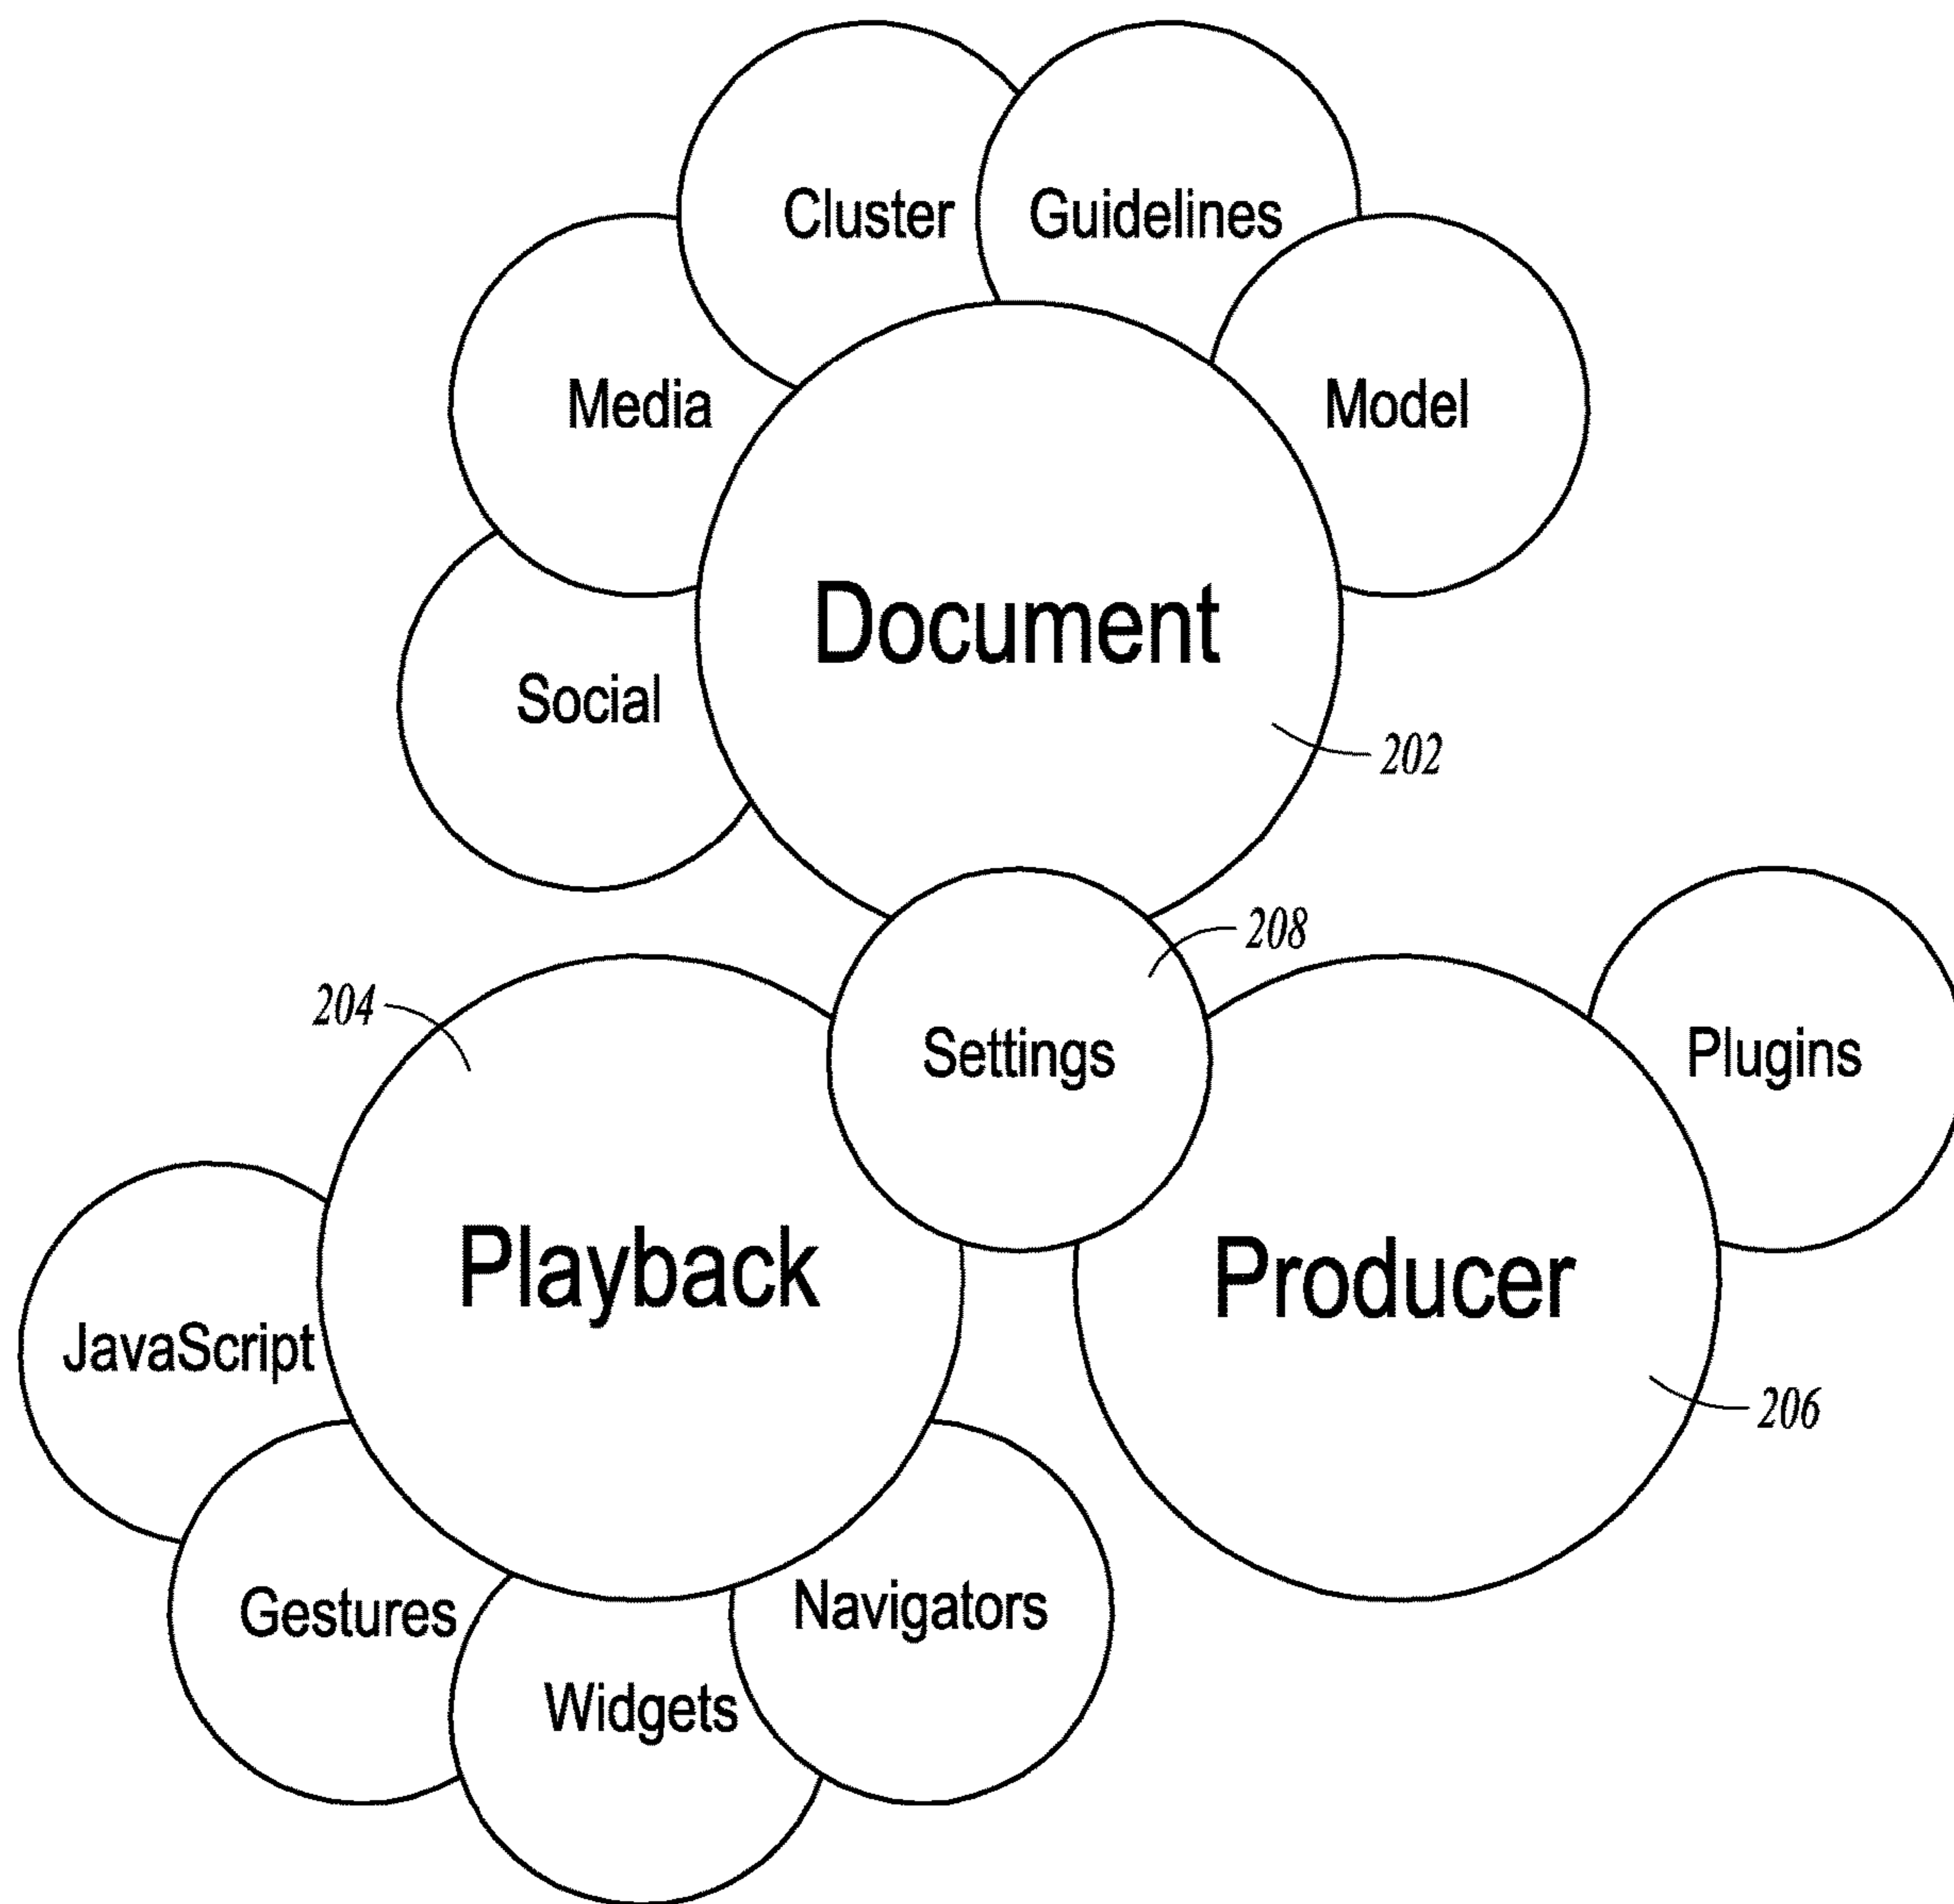 Cluster
Guidelines
Media
Model
Document
Social
202
208
204
Settings
Plugins
Playback
Producer
JavaScript
206
Gestures
Navigators
Widgets